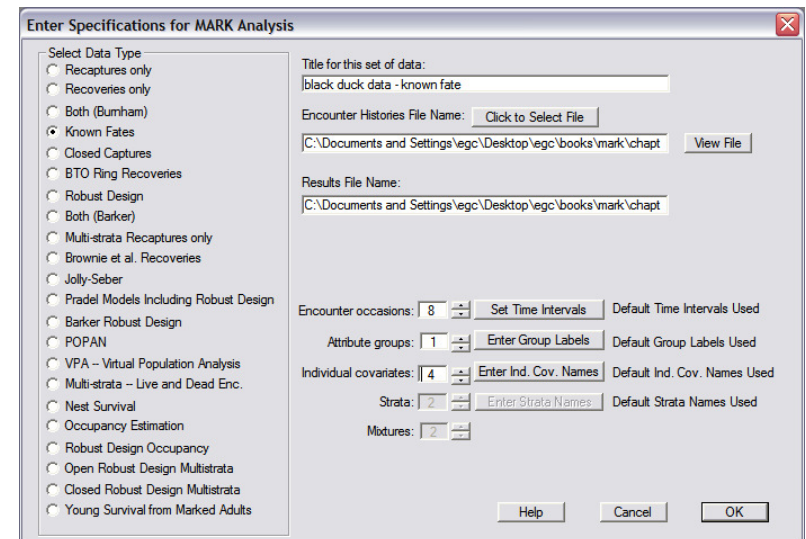 Enter Specifications for MARK Analysis
Select Data Type
Recaptures only
Recoveries only
Both (Burnham)
Known Fates
Closed Captures
BTO Ring Recoveries
Robust Design
Both (Barker)
Multi-strata Recaptures only
Brownie et al. Recoveries
Jolly-Seber
Pradel Models Including Robust Design
Barker Robust Design
POPAN
VPA -- Virtual Population Analysis
Multi-strata -- Live and Dead Enc.
Nest Survival
Occupancy Estimation
Robust Design Occupancy
Open Robust Design Multistrata
Closed Robust Design Multistrata
Young Survival from Marked Adults
Title for this set of data:
black duck data - known fate
Encounter Histories File Name: Click to Select File
C:\Documents and Settings\egc\Desktop\egc\books\mark\chapt View File
Results File Name:
C:\Documents and Settings\egc\Desktop\egc\books\mark\chapt
Encounter occasions: 8 Set Time Intervals Default Time Intervals Used
Attribute groups: 1 Enter Group Labels Default Group Labels Used
Individual covariates: 4 Enter Ind. Cov. Names Default Ind. Cov. Names Used
Strata: 2 Enter Strata Names Default Strata Names Used
Mixtures: 2
Help Cancel OK